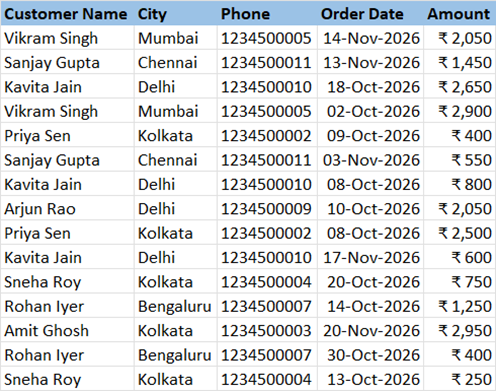 Customer Name City Phone Order Date Amount
Vikram Singh Mumbai 1234500005 14-Nov-2026 ₹ 2,050
Sanjay Gupta Chennai 1234500011 13-Nov-2026 ₹ 1,450
Kavita Jain Delhi 1234500010 18-Oct-2026 ₹ 2,650
Vikram Singh Mumbai 1234500005 02-Oct-2026 ₹ 2,900
Priya Sen Kolkata 1234500002 09-Oct-2026 ₹ 400
Sanjay Gupta Chennai 1234500011 03-Nov-2026 ₹ 550
Kavita Jain Delhi 1234500010 08-Oct-2026 ₹ 800
Arjun Rao Delhi 1234500009 10-Oct-2026 ₹ 2,050
Priya Sen Kolkata 1234500002 08-Oct-2026 ₹ 2,500
Kavita Jain Delhi 1234500010 17-Nov-2026 ₹ 600
Sneha Roy Kolkata 1234500004 20-Oct-2026 ₹ 750
Rohan Iyer Bengaluru 1234500007 14-Oct-2026 ₹ 1,250
Amit Ghosh Kolkata 1234500003 20-Nov-2026 ₹ 2,950
Rohan Iyer Bengaluru 1234500007 30-Oct-2026 ₹ 400
Sneha Roy Kolkata 1234500004 13-Oct-2026 ₹ 250